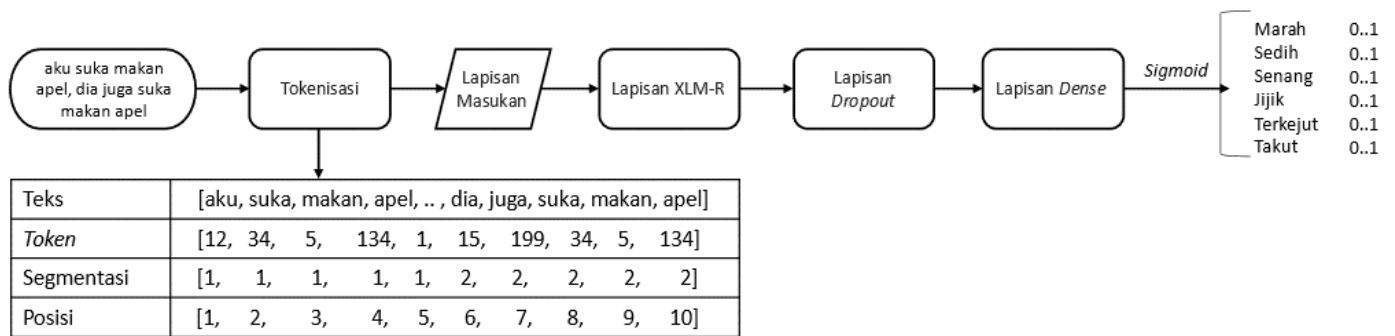 aku suka makan
apel, dia juga suka
makan apel
Tokenisasi
Lapisan
Masukan
Lapisan XLM-R
Lapisan
Dropout
Lapisan Dense
Sigmoid
Marah 0..1
Sedih 0..1
Senang 0..1
Jijik 0..1
Terkejut 0..1
Takut 0..1
Teks [aku, suka, makan, apel, .. , dia, juga, suka, makan, apel]
Token [12, 34, 5, 134, 1, 15, 199, 34, 5, 134]
Segmentasi [1, 1, 1, 1, 1, 2, 2, 2, 2, 2]
Posisi [1, 2, 3, 4, 5, 6, 7, 8, 9, 10]